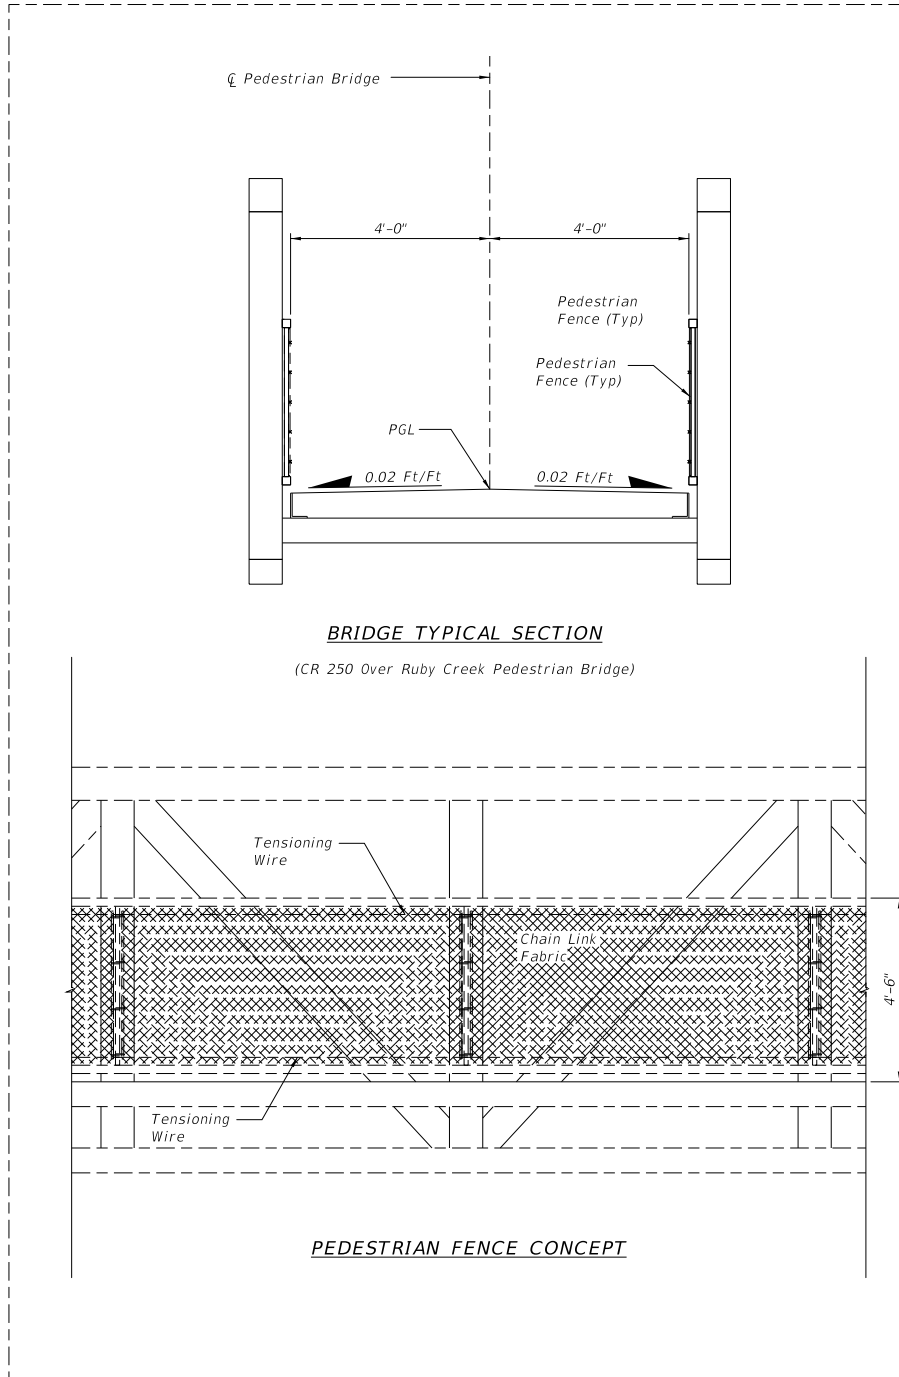 ℄ Pedestrian Bridge
4'-0"
4'-0"
Pedestrian
Fence (Typ)
Pedestrian
Fence (Typ)
PGL
0.02 Ft/Ft
0.02 Ft/Ft
BRIDGE TYPICAL SECTION
(CR 250 Over Ruby Creek Pedestrian Bridge)
Tensioning
Wire
Chain Link
Fabric
4'-6"
Tensioning
Wire
PEDESTRIAN FENCE CONCEPT